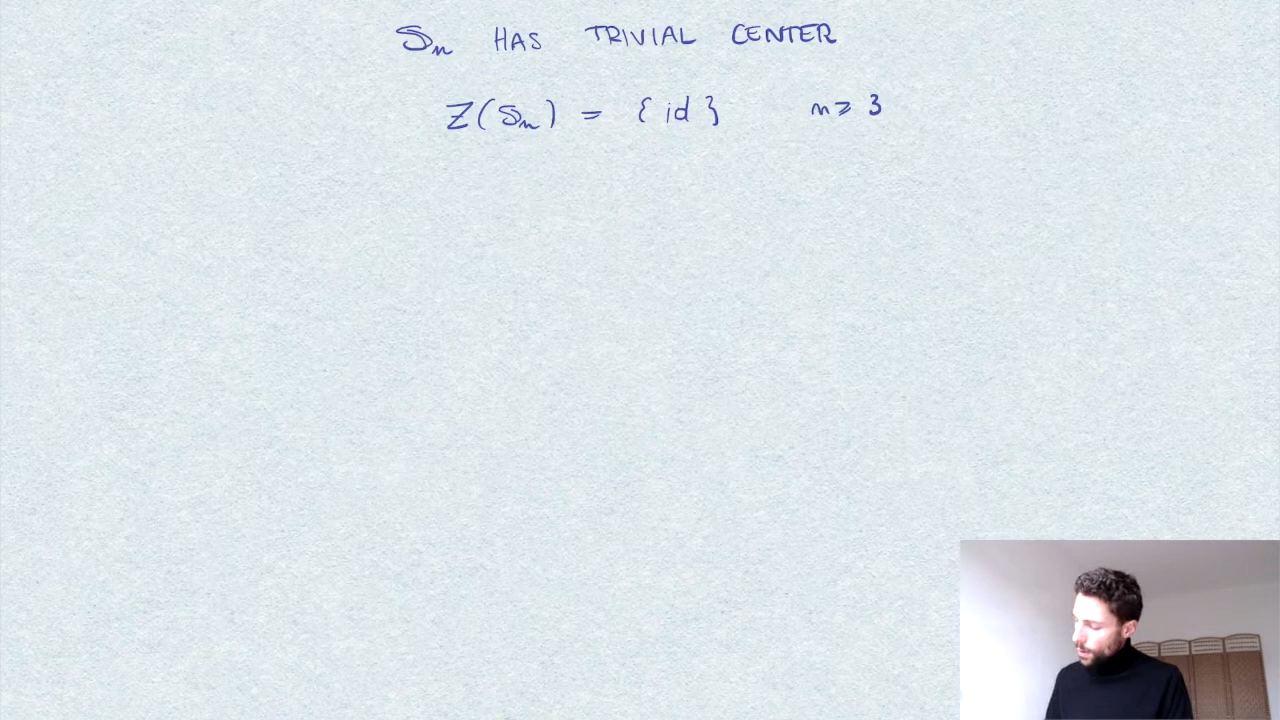 𝕊ₙ HAS TRIVIAL CENTER
Z(𝕊ₙ) = { id } n ⩾ 3